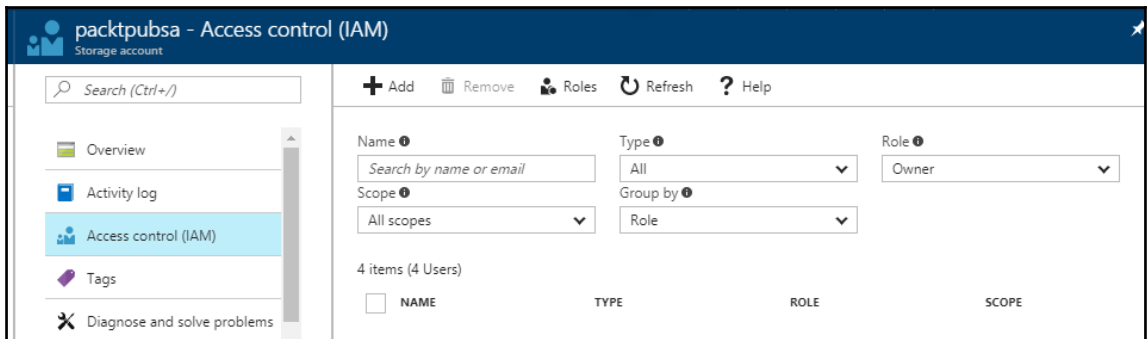 packtpubsa - Access control (IAM)
Storage account
Search (Ctrl+/)
Overview
Activity log
Access control (IAM)
Tags
Diagnose and solve problems
Add Remove Roles Refresh ? Help
Name Type Role
Search by name or email All Owner
Scope Group by
All scopes Role
4 items (4 Users)
NAME TYPE ROLE SCOPE